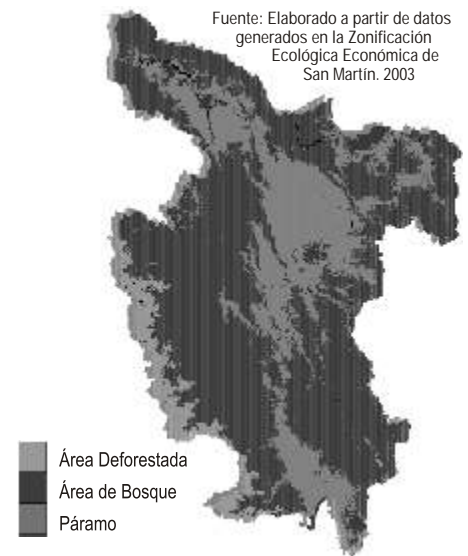 Fuente: Elaborado a partir de datos
generados en la Zonificación
Ecológica Económica de
San Martín. 2003
Área Deforestada
Área de Bosque
Páramo